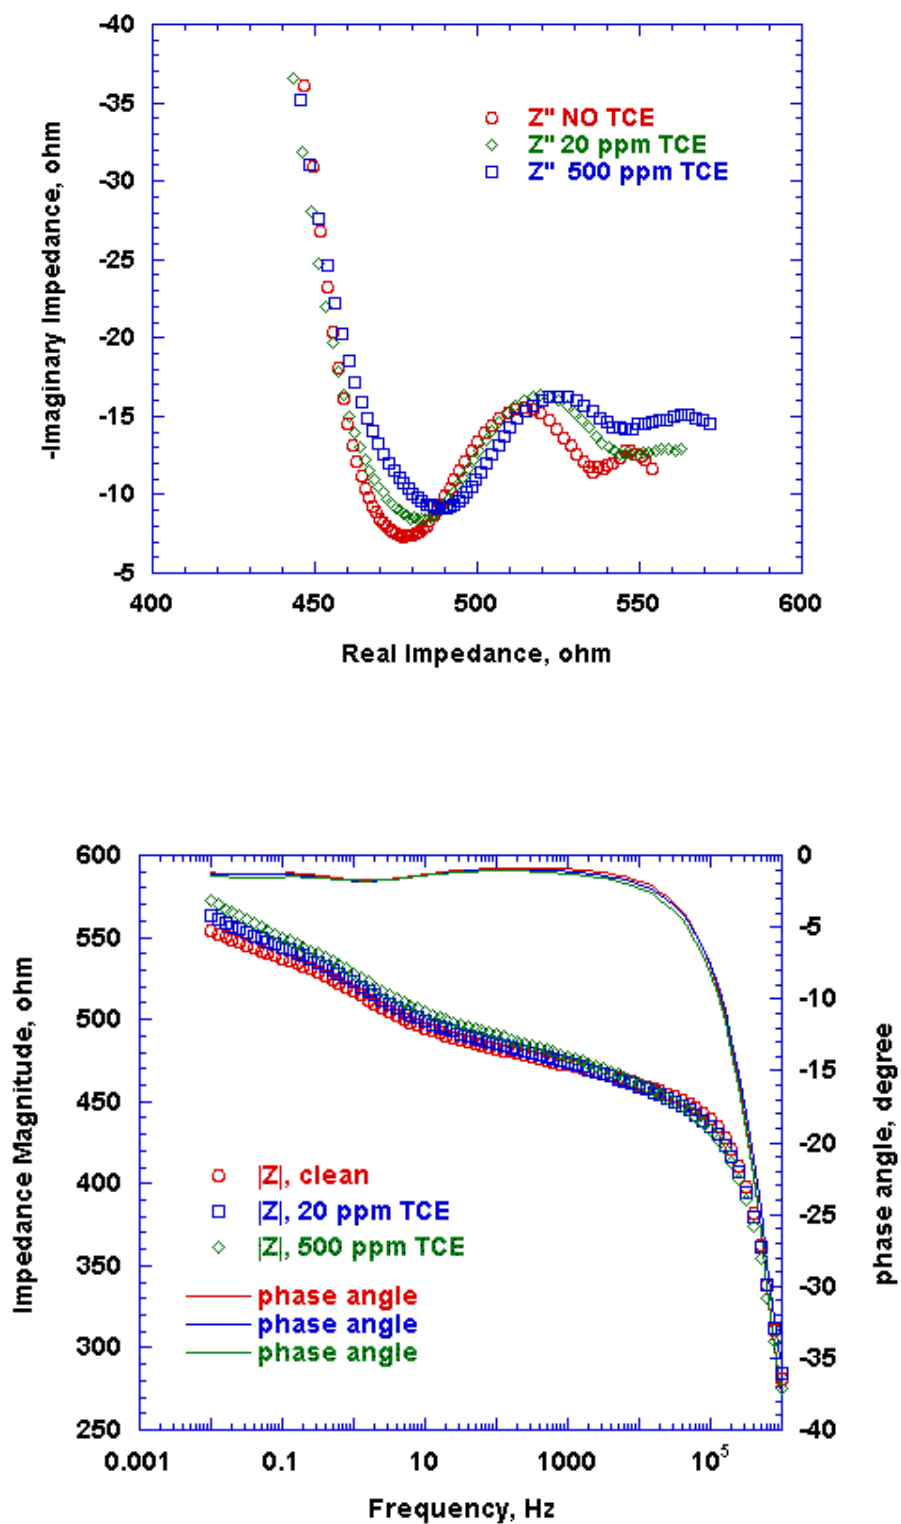 -40
-35
-30
-25
-20
-15
-10
-5
-Imaginary Impedance, ohm
Z" NO TCE
Z" 20 ppm TCE
Z" 500 ppm TCE
400 450 500 550 600
Real Impedance, ohm
600
550
500
450
400
350
300
250
Impedance Magnitude, ohm
|Z|, clean
|Z|, 20 ppm TCE
|Z|, 500 ppm TCE
phase angle
phase angle
phase angle
0
-5
-10
-15
-20
-25
-30
-35
-40
phase angle, degree
0.001 0.1 10 1000 10⁵
Frequency, Hz